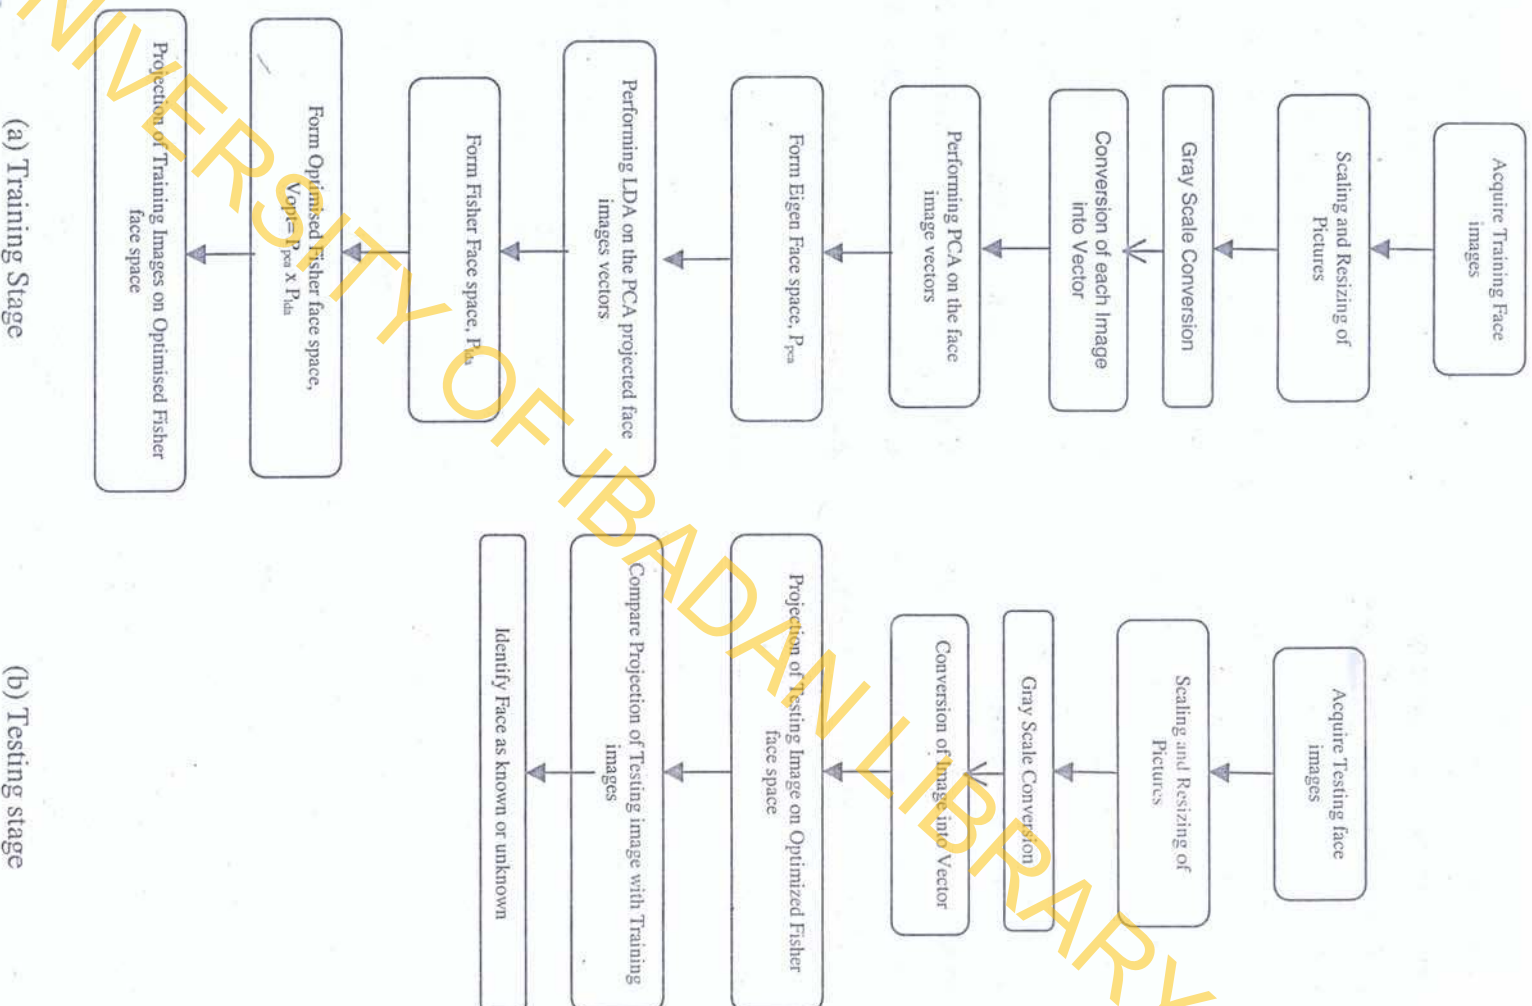 Acquire Training Face
images
Scaling and Resizing of
Pictures
Gray Scale Conversion
Conversion of each Image
into Vector
Performing PCA on the face
image vectors
Form Eigen Face space, Ppca
Performing LDA on the PCA projected face
images vectors
Form Fisher Face space, Plda
Form Optimised Fisher face space,
Vopt= Ppca x Plda
Projection of Training Images on Optimised Fisher
face space
(a) Training Stage
Acquire Testing face
images
Scaling and Resizing of
Pictures
Gray Scale Conversion
Conversion of Image into Vector
Projection of Testing Image on Optimized Fisher
face space
Compare Projection of Testing image with Training
images
Identify Face as known or unknown
(b) Testing stage
NIVERSITY OF IBADAN LIBRARY